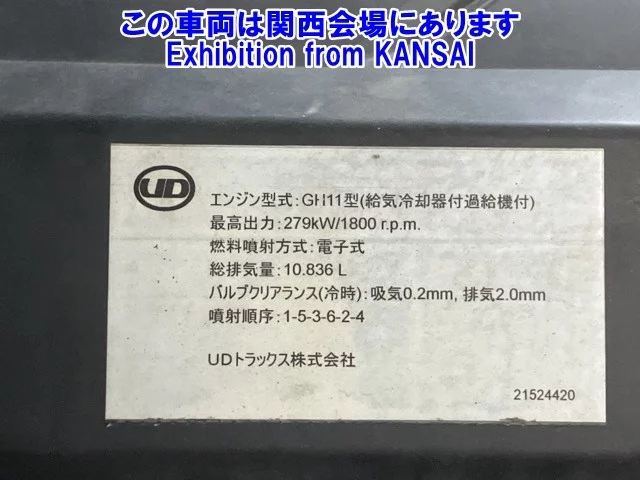 この車両は関西会場にあります
Exhibition from KANSAI
UD
エンジン型式：GH11型(給気冷却器付過給機付)
最高出力：279kW/1800 r.p.m.
燃料噴射方式：電子式
総排気量：10.836 L
バルブクリアランス(冷時)：吸気0.2mm, 排気2.0mm
噴射順序：1-5-3-6-2-4
UDトラックス株式会社
21524420